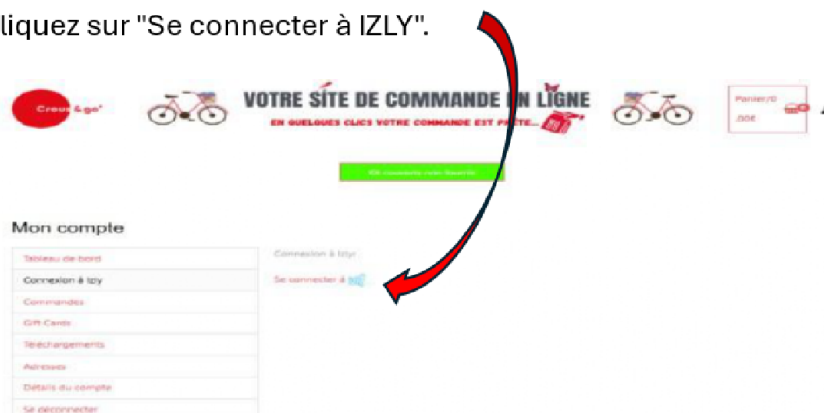 liquez sur "Se connecter à IZLY".
Crous & go'
VOTRE SITE DE COMMANDE EN LIGNE
EN QUELQUES CLICS VOTRE COMMANDE EST PRÊTE...
Panier/0
,00€
Mon compte
Tableau de bord
Connexion à Izly
Commandes
Gift Cards
Téléchargements
Adresses
Détails du compte
Se déconnecter
Connexion à Izly:
Se connecter à